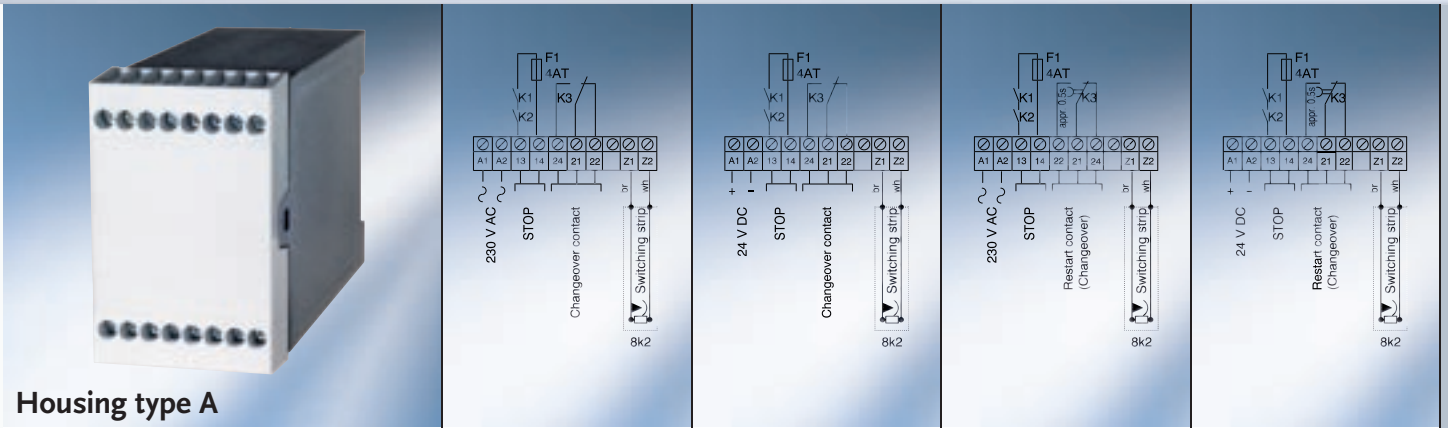 Housing type A
F1
4AT
K1
K3
K2
A1 A2 13 14 24 21 22 Z1 Z2
br wh
230 V AC
STOP
Changeover contact
Switching strip
8k2
F1
4AT
K1
K3
K2
A1 A2 13 14 24 21 22 Z1 Z2
+ -
br wh
24 V DC
STOP
Changeover contact
Switching strip
8k2
F1
4AT
K1
appr 0.5s
K3
K2
A1 A2 13 14 22 21 24 Z1 Z2
br wh
230 V AC
STOP
Restart contact
(Changeover)
Switching strip
8k2
F1
4AT
K1
appr 0.5s
K3
K2
A1 A2 13 14 24 21 22 Z1 Z2
+ -
br wh
24 V DC
STOP
Restart contact
(Changeover)
Switching strip
8k2